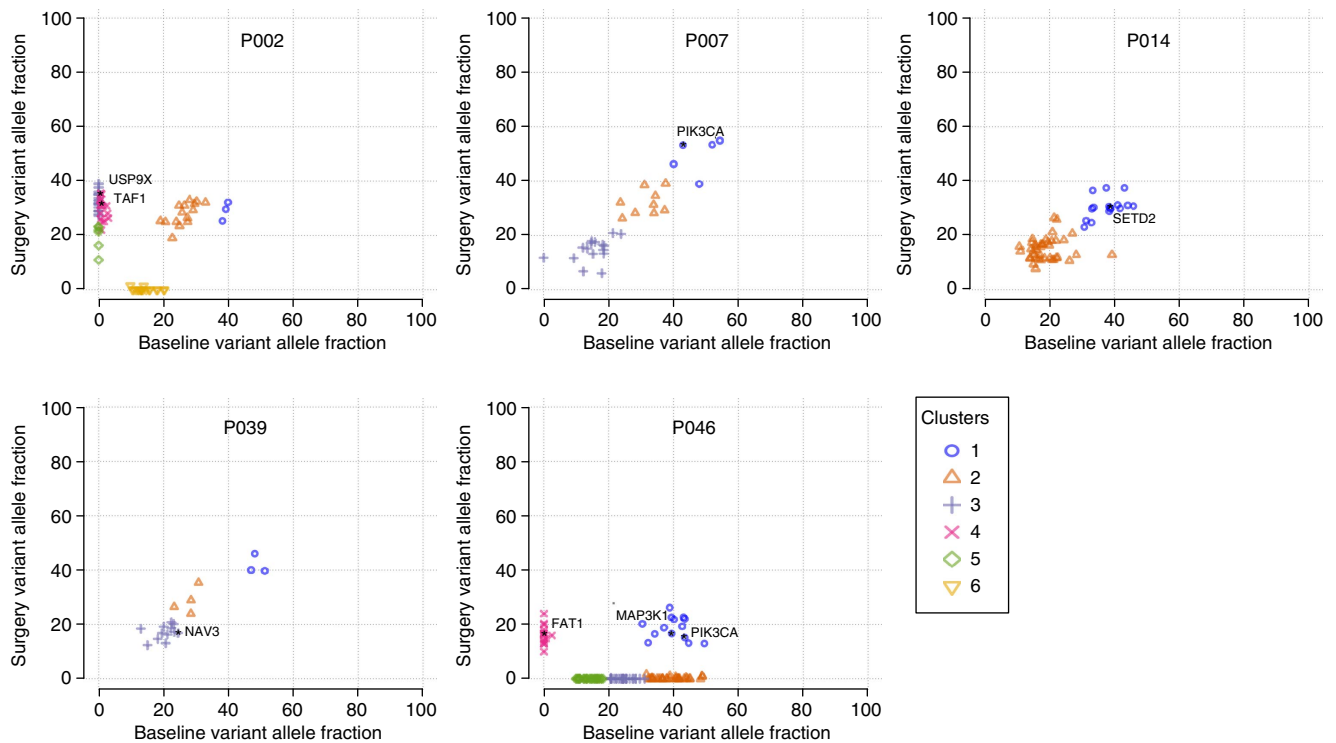 P002
P007
P014
100
80
60
40
20
0
Surgery variant allele fraction
USP9X
TAF1
0 20 40 60 80 100
Baseline variant allele fraction
100
80
60
40
20
0
Surgery variant allele fraction
PIK3CA
0 20 40 60 80 100
Baseline variant allele fraction
100
80
60
40
20
0
Surgery variant allele fraction
SETD2
0 20 40 60 80 100
Baseline variant allele fraction
P039
P046
100
80
60
40
20
0
Surgery variant allele fraction
NAV3
0 20 40 60 80 100
Baseline variant allele fraction
100
80
60
40
20
0
Surgery variant allele fraction
MAP3K1
FAT1
PIK3CA
0 20 40 60 80 100
Baseline variant allele fraction
Clusters
1
2
3
4
5
6